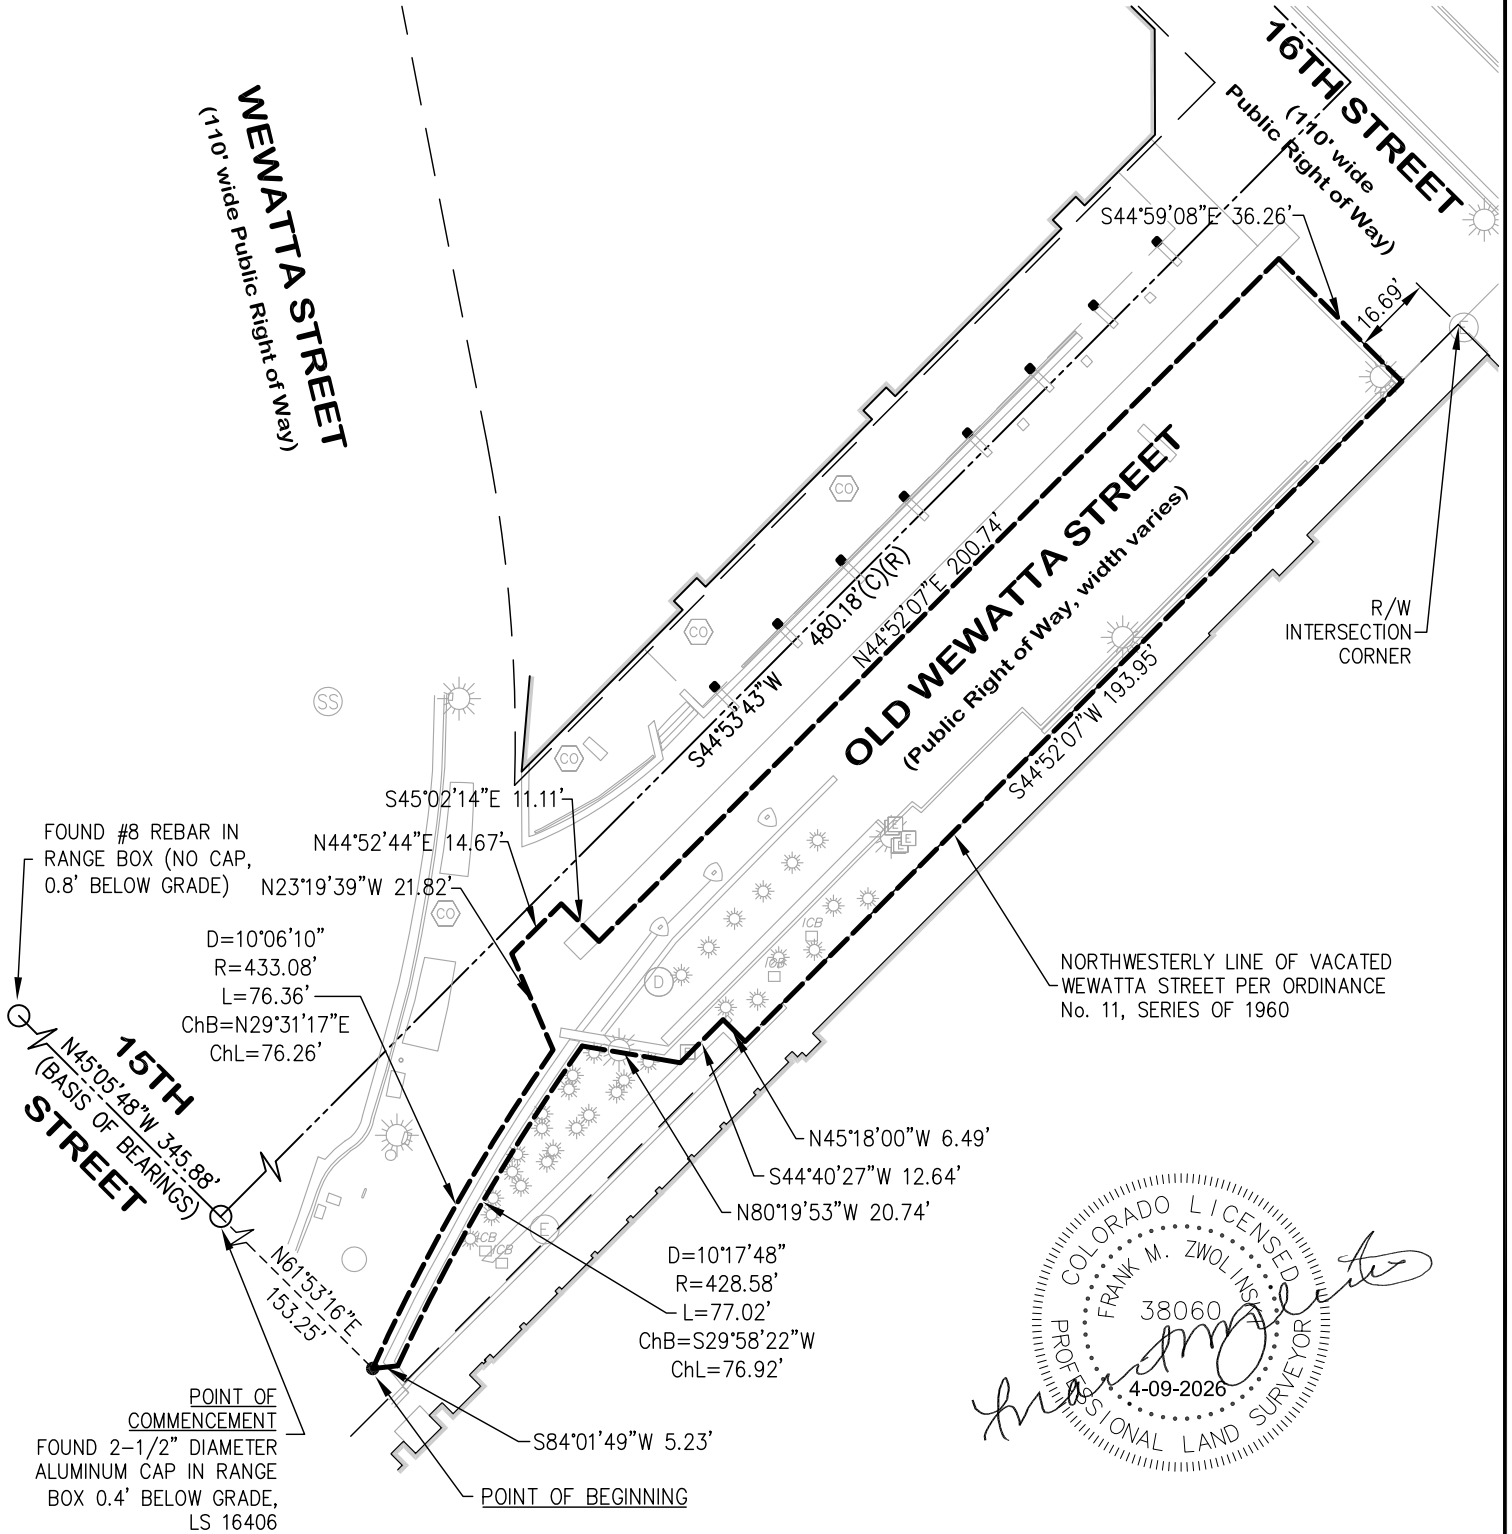 WEWATTA STREET
(110' wide Public Right of Way)
16TH STREET
(110' wide
Public Right of Way)
S44°59'08"E 36.26'
16.69'
R/W
INTERSECTION
CORNER
CO
CO
CO
CO
SS
480.18'(C)(R)
S44°53'43"W
N44°52'07"E 200.74'
OLD WEWATTA STREET
(Public Right of Way, width varies)
S44°52'07"W 193.95'
S45°02'14"E 11.11'
N44°52'44"E 14.67'
N23°19'39"W 21.82'
FOUND #8 REBAR IN
RANGE BOX (NO CAP,
0.8' BELOW GRADE)
D=10°06'10"
R=433.08'
L=76.36'
ChB=N29°31'17"E
ChL=76.26'
15TH
STREET
N45°05'48"W 345.88'
(BASIS OF BEARINGS)
NORTHWESTERLY LINE OF VACATED
WEWATTA STREET PER ORDINANCE
No. 11, SERIES OF 1960
E
E
D
ICB
ICB
ICB
ICB
E
N45°18'00"W 6.49'
S44°40'27"W 12.64'
N80°19'53"W 20.74'
D=10°17'48"
R=428.58'
L=77.02'
ChB=S29°58'22"W
ChL=76.92'
N61°53'16"E
153.25'
S84°01'49"W 5.23'
POINT OF BEGINNING
POINT OF
COMMENCEMENT
FOUND 2-1/2" DIAMETER
ALUMINUM CAP IN RANGE
BOX 0.4' BELOW GRADE,
LS 16406
COLORADO LICENSED
FRANK M. ZWOLINSKI
38060
4-09-2026
PROFESSIONAL LAND SURVEYOR